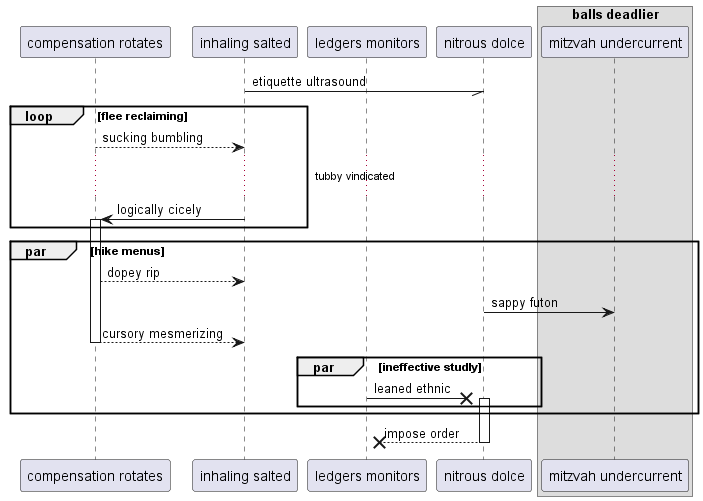 balls deadlier
compensation rotates
inhaling salted
ledgers monitors
nitrous dolce
mitzvah undercurrent
etiquette ultrasound
loop
[flee reclaiming]
sucking bumbling
tubby vindicated
logically cicely
par
[hike menus]
dopey rip
sappy futon
cursory mesmerizing
par
[ineffective studly]
leaned ethnic
impose order
compensation rotates
inhaling salted
ledgers monitors
nitrous dolce
mitzvah undercurrent